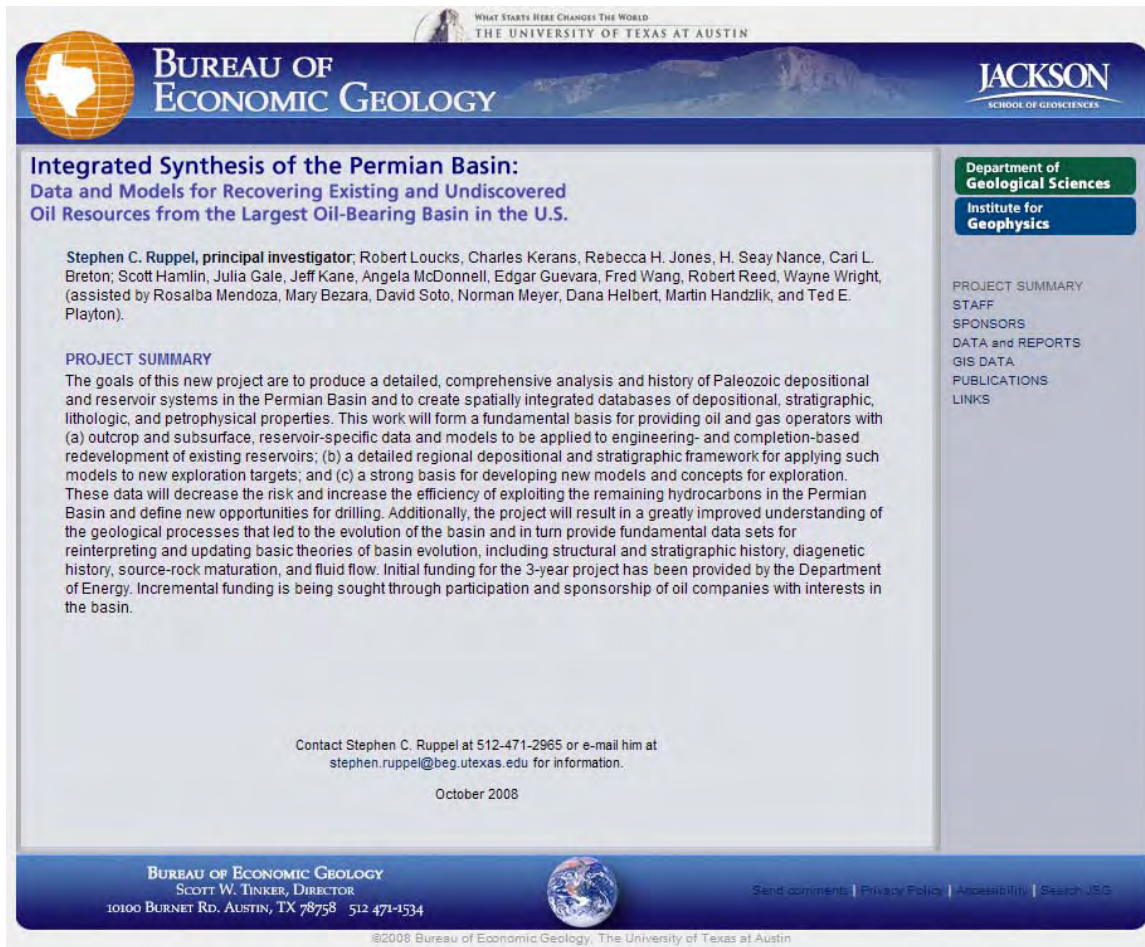 WHAT STARTS HERE CHANGES THE WORLD
THE UNIVERSITY OF TEXAS AT AUSTIN
BUREAU OF
ECONOMIC GEOLOGY
JACKSON
SCHOOL OF GEOSCIENCES
Integrated Synthesis of the Permian Basin:
Data and Models for Recovering Existing and Undiscovered
Oil Resources from the Largest Oil-Bearing Basin in the U.S.
Stephen C. Ruppel, principal investigator; Robert Loucks, Charles Kerans, Rebecca H. Jones, H. Seay Nance, Cari L.
Breton; Scott Hamlin, Julia Gale, Jeff Kane, Angela McDonnell, Edgar Guevara, Fred Wang, Robert Reed, Wayne Wright,
(assisted by Rosalba Mendoza, Mary Bezara, David Soto, Norman Meyer, Dana Helbert, Martin Handzlik, and Ted E.
Playton).
PROJECT SUMMARY
The goals of this new project are to produce a detailed, comprehensive analysis and history of Paleozoic depositional
and reservoir systems in the Permian Basin and to create spatially integrated databases of depositional, stratigraphic,
lithologic, and petrophysical properties. This work will form a fundamental basis for providing oil and gas operators with
(a) outcrop and subsurface, reservoir-specific data and models to be applied to engineering- and completion-based
redevelopment of existing reservoirs; (b) a detailed regional depositional and stratigraphic framework for applying such
models to new exploration targets; and (c) a strong basis for developing new models and concepts for exploration.
These data will decrease the risk and increase the efficiency of exploiting the remaining hydrocarbons in the Permian
Basin and define new opportunities for drilling. Additionally, the project will result in a greatly improved understanding of
the geological processes that led to the evolution of the basin and in turn provide fundamental data sets for
reinterpreting and updating basic theories of basin evolution, including structural and stratigraphic history, diagenetic
history, source-rock maturation, and fluid flow. Initial funding for the 3-year project has been provided by the Department
of Energy. Incremental funding is being sought through participation and sponsorship of oil companies with interests in
the basin.
Contact Stephen C. Ruppel at 512-471-2965 or e-mail him at
stephen.ruppel@beg.utexas.edu for information.
October 2008
Department of
Geological Sciences
Institute for
Geophysics
PROJECT SUMMARY
STAFF
SPONSORS
DATA and REPORTS
GIS DATA
PUBLICATIONS
LINKS
BUREAU OF ECONOMIC GEOLOGY
SCOTT W. TINKER, DIRECTOR
10100 BURNET RD. AUSTIN, TX 78758 512 471-1534
Send comments | Privacy Policy | Accessibility | Search JSG
©2008 Bureau of Economic Geology, The University of Texas at Austin